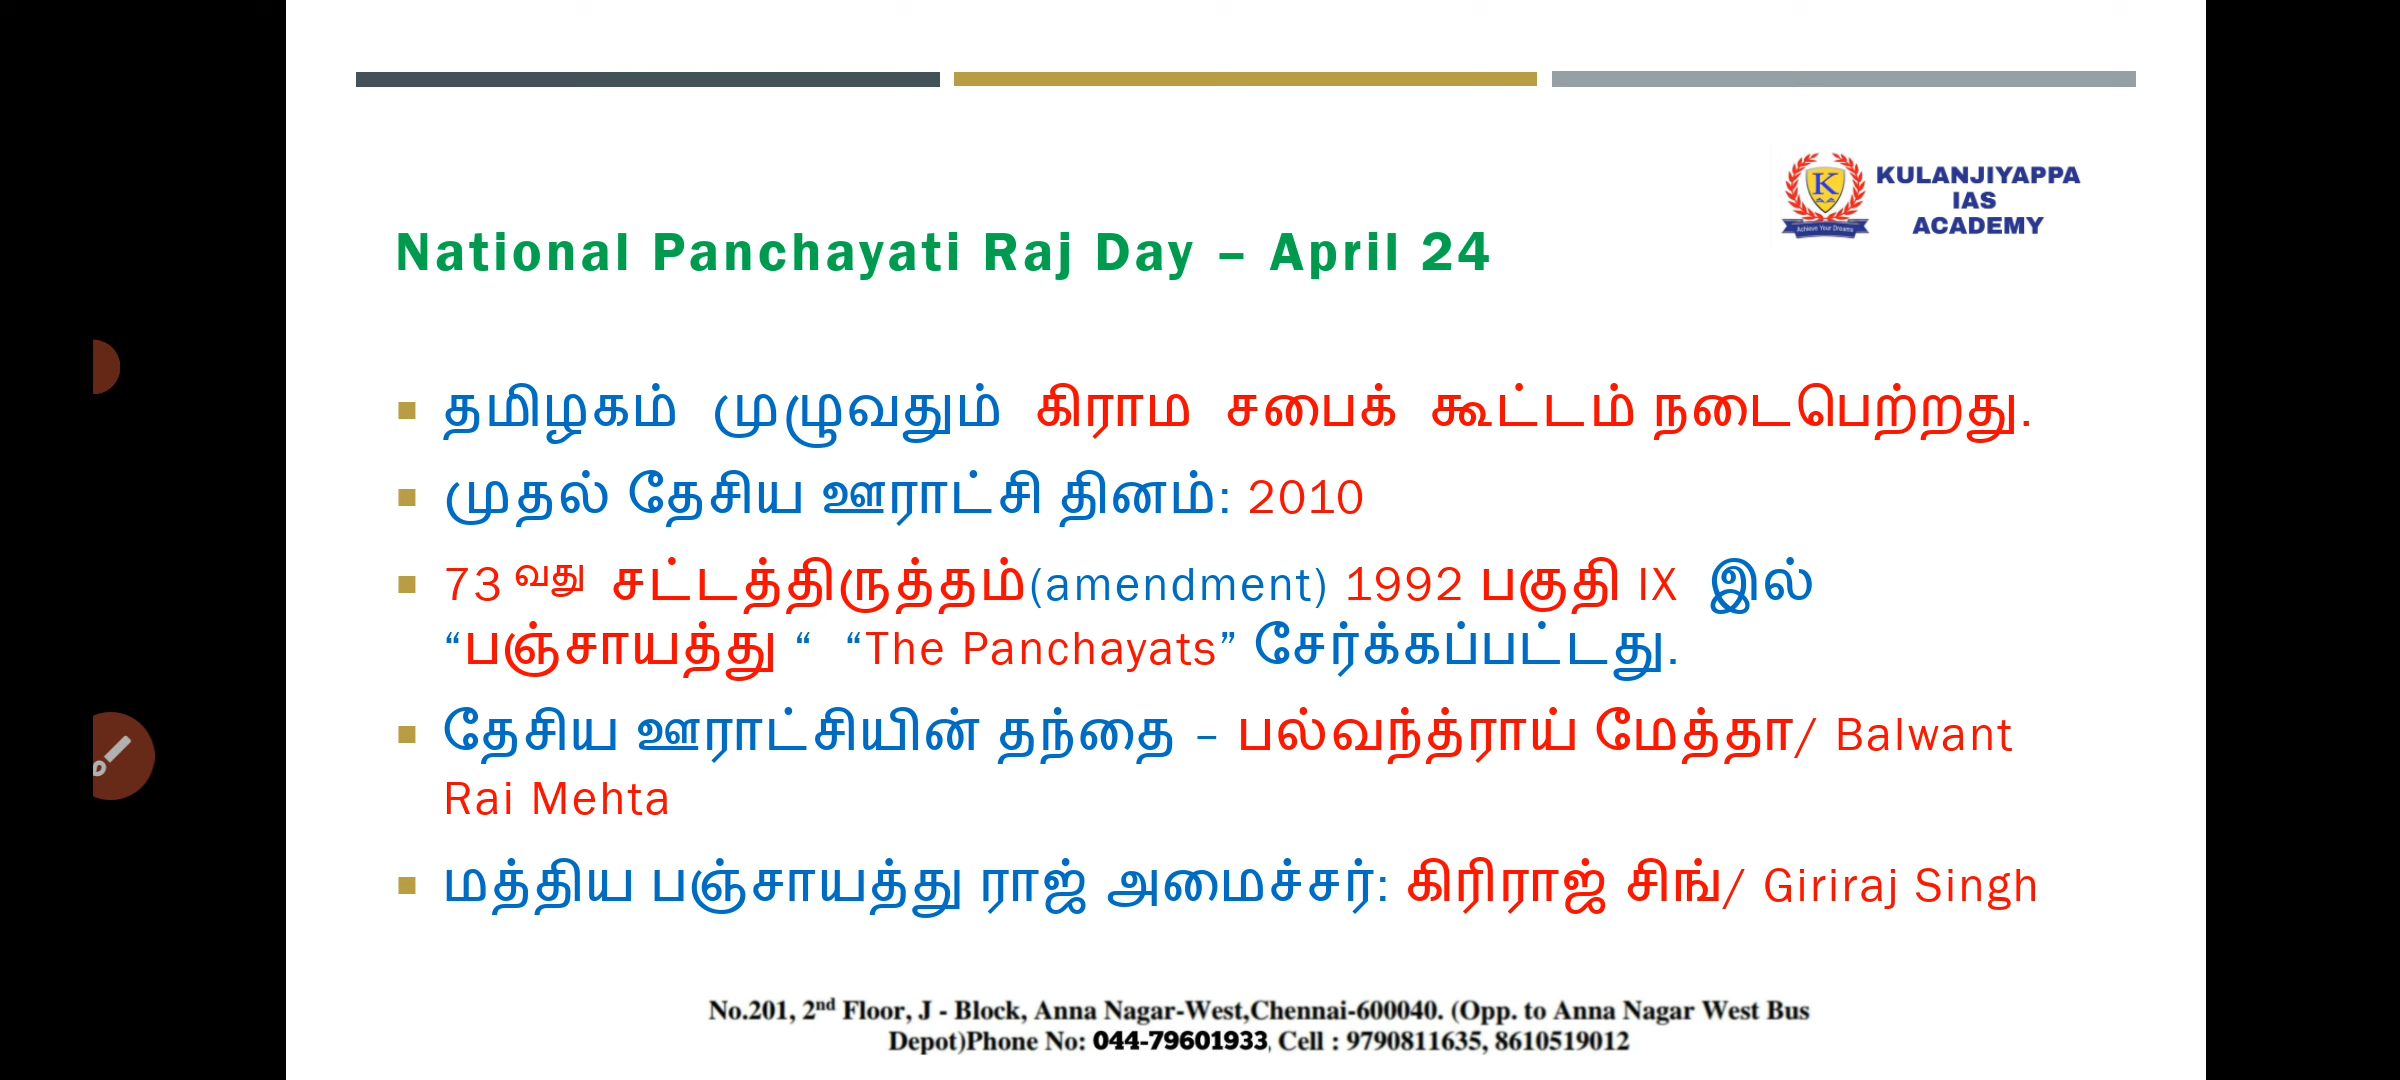 KULANJIYAPPA
IAS
ACADEMY
K
Achieve Your Dreams
National Panchayati Raj Day – April 24
தமிழகம் முழுவதும் கிராம சபைக் கூட்டம் நடைபெற்றது.
முதல் தேசிய ஊராட்சி தினம்: 2010
73 வது சட்டத்திருத்தம்(amendment) 1992 பகுதி IX இல்
“பஞ்சாயத்து “ “The Panchayats” சேர்க்கப்பட்டது.
தேசிய ஊராட்சியின் தந்தை – பல்வந்த்ராய் மேத்தா/ Balwant
Rai Mehta
மத்திய பஞ்சாயத்து ராஜ் அமைச்சர்: கிரிராஜ் சிங்/ Giriraj Singh
No.201, 2nd Floor, J - Block, Anna Nagar-West,Chennai-600040. (Opp. to Anna Nagar West Bus
Depot)Phone No: 044-79601933, Cell : 9790811635, 8610519012